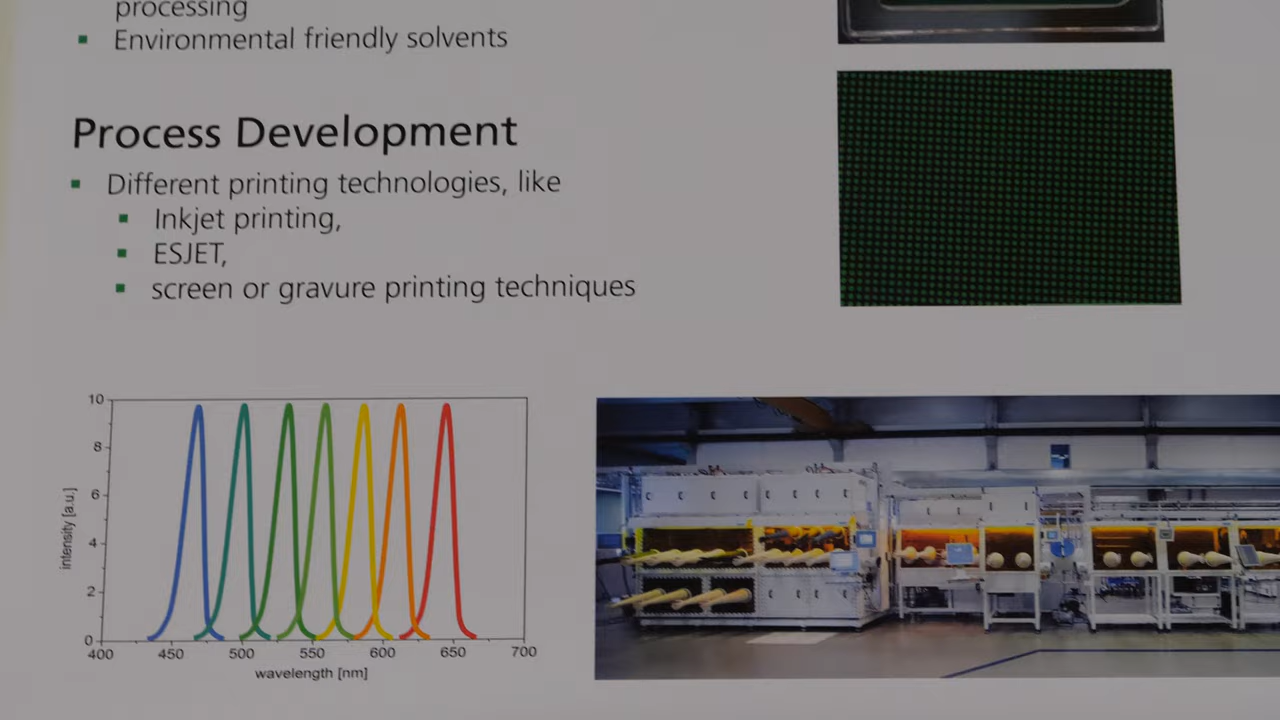 processing
▪ Environmental friendly solvents
Process Development
▪ Different printing technologies, like
▪ Inkjet printing,
▪ ESJET,
▪ screen or gravure printing techniques
10
8
6
4
2
0
intensity [a.u.]
400 450 500 550 600 650 700
wavelength [nm]